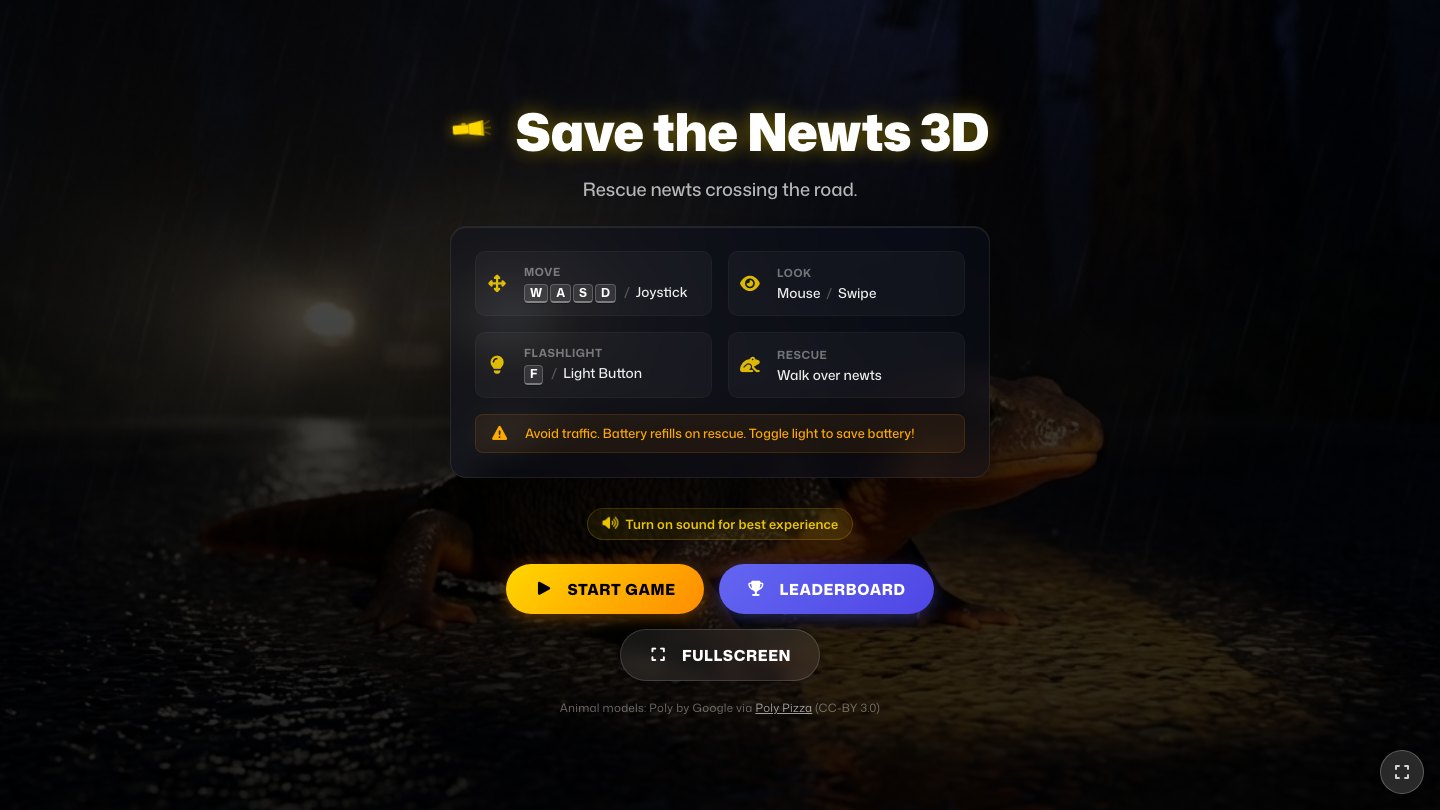 Save the Newts 3D
Rescue newts crossing the road.
MOVE
W A S D / Joystick
LOOK
Mouse / Swipe
FLASHLIGHT
F / Light Button
RESCUE
Walk over newts
Avoid traffic. Battery refills on rescue. Toggle light to save battery!
Turn on sound for best experience
START GAME
LEADERBOARD
FULLSCREEN
Animal models: Poly by Google via Poly Pizza (CC-BY 3.0)